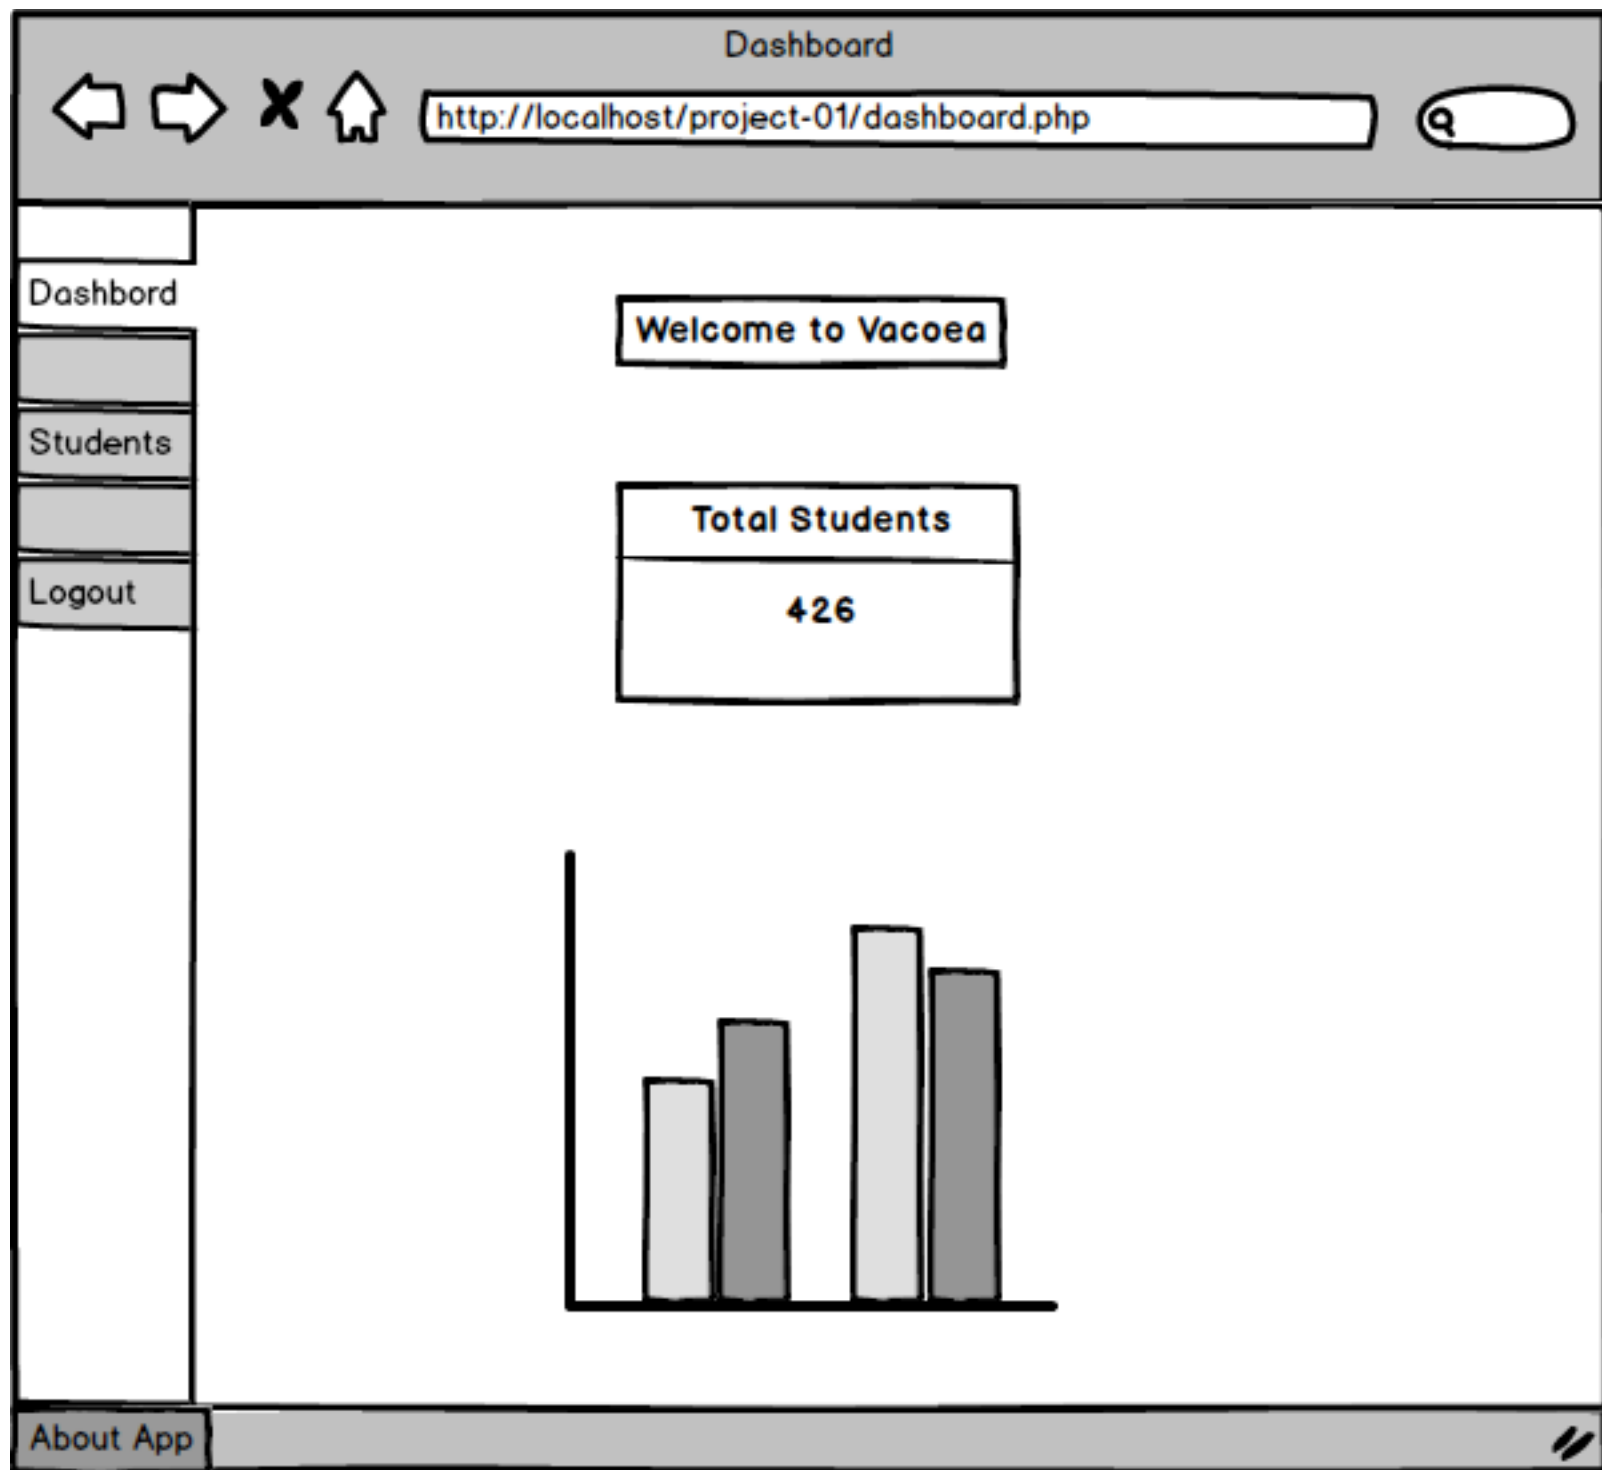 Dashboard
http://localhost/project-01/dashboard.php
Dashbord
Students
Logout
Welcome to Vacoea
Total Students
426
About App